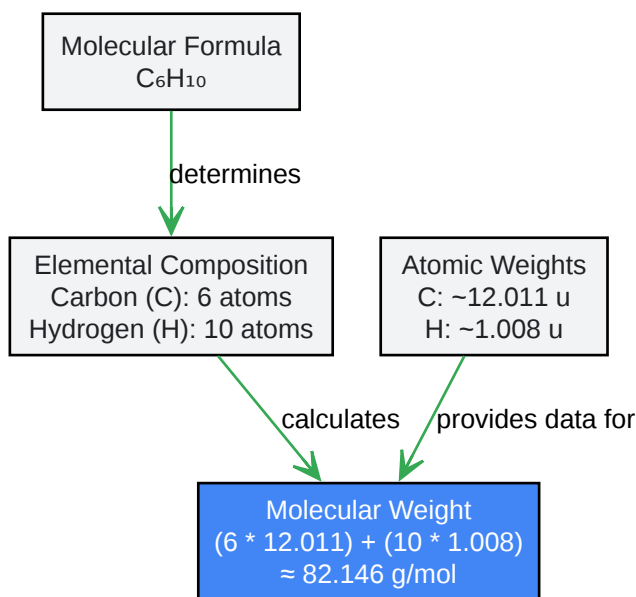 Molecular Formula
C₆H₁₀
determines
Elemental Composition
Carbon (C): 6 atoms
Hydrogen (H): 10 atoms
Atomic Weights
C: ~12.011 u
H: ~1.008 u
calculates
provides data for
Molecular Weight
(6 * 12.011) + (10 * 1.008)
≈ 82.146 g/mol